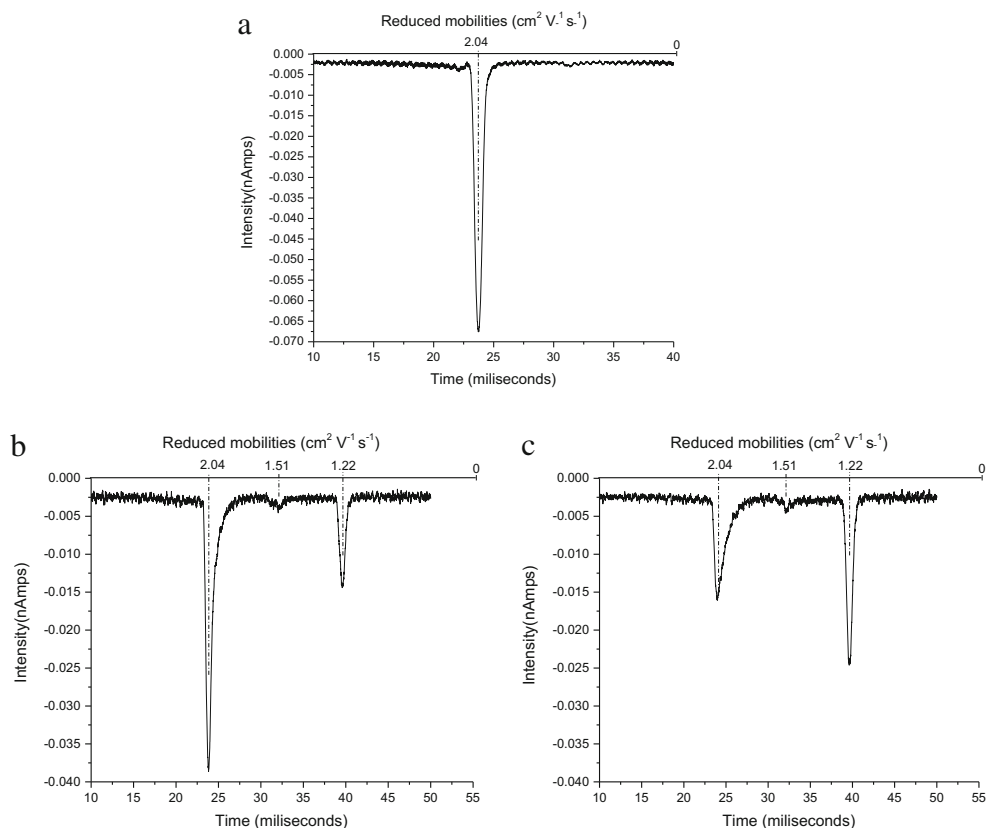 a
Reduced mobilities (cm² V-¹ s-¹)
2.04 0
0.000
-0.005
-0.010
-0.015
-0.020
-0.025
-0.030
-0.035
-0.040
-0.045
-0.050
-0.055
-0.060
-0.065
-0.070
Intensity(nAmps)
10 15 20 25 30 35 40
Time (miliseconds)
b
Reduced mobilities (cm² V⁻¹ s⁻¹)
2.04 1.51 1.22 0
0.000
-0.005
-0.010
-0.015
-0.020
-0.025
-0.030
-0.035
-0.040
Intensity(nAmps)
10 15 20 25 30 35 40 45 50 55
Time (miliseconds)
c
Reduced mobilities (cm² V⁻¹ s-¹)
2.04 1.51 1.22 0
0.000
-0.005
-0.010
-0.015
-0.020
-0.025
-0.030
-0.035
-0.040
Intensity(nAmps)
10 15 20 25 30 35 40 45 50 55
Time (miliseconds)